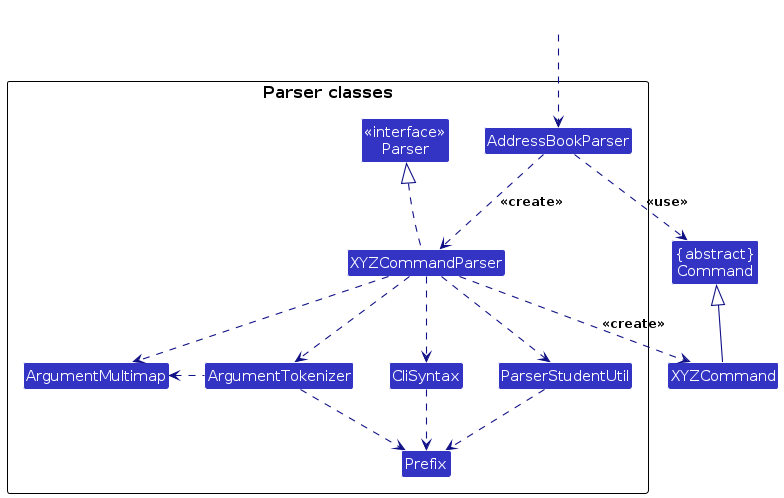 Parser classes
«interface»
Parser
AddressBookParser
«create»
«use»
{abstract}
Command
XYZCommandParser
«create»
ArgumentMultimap
ArgumentTokenizer
CliSyntax
ParserStudentUtil
XYZCommand
Prefix